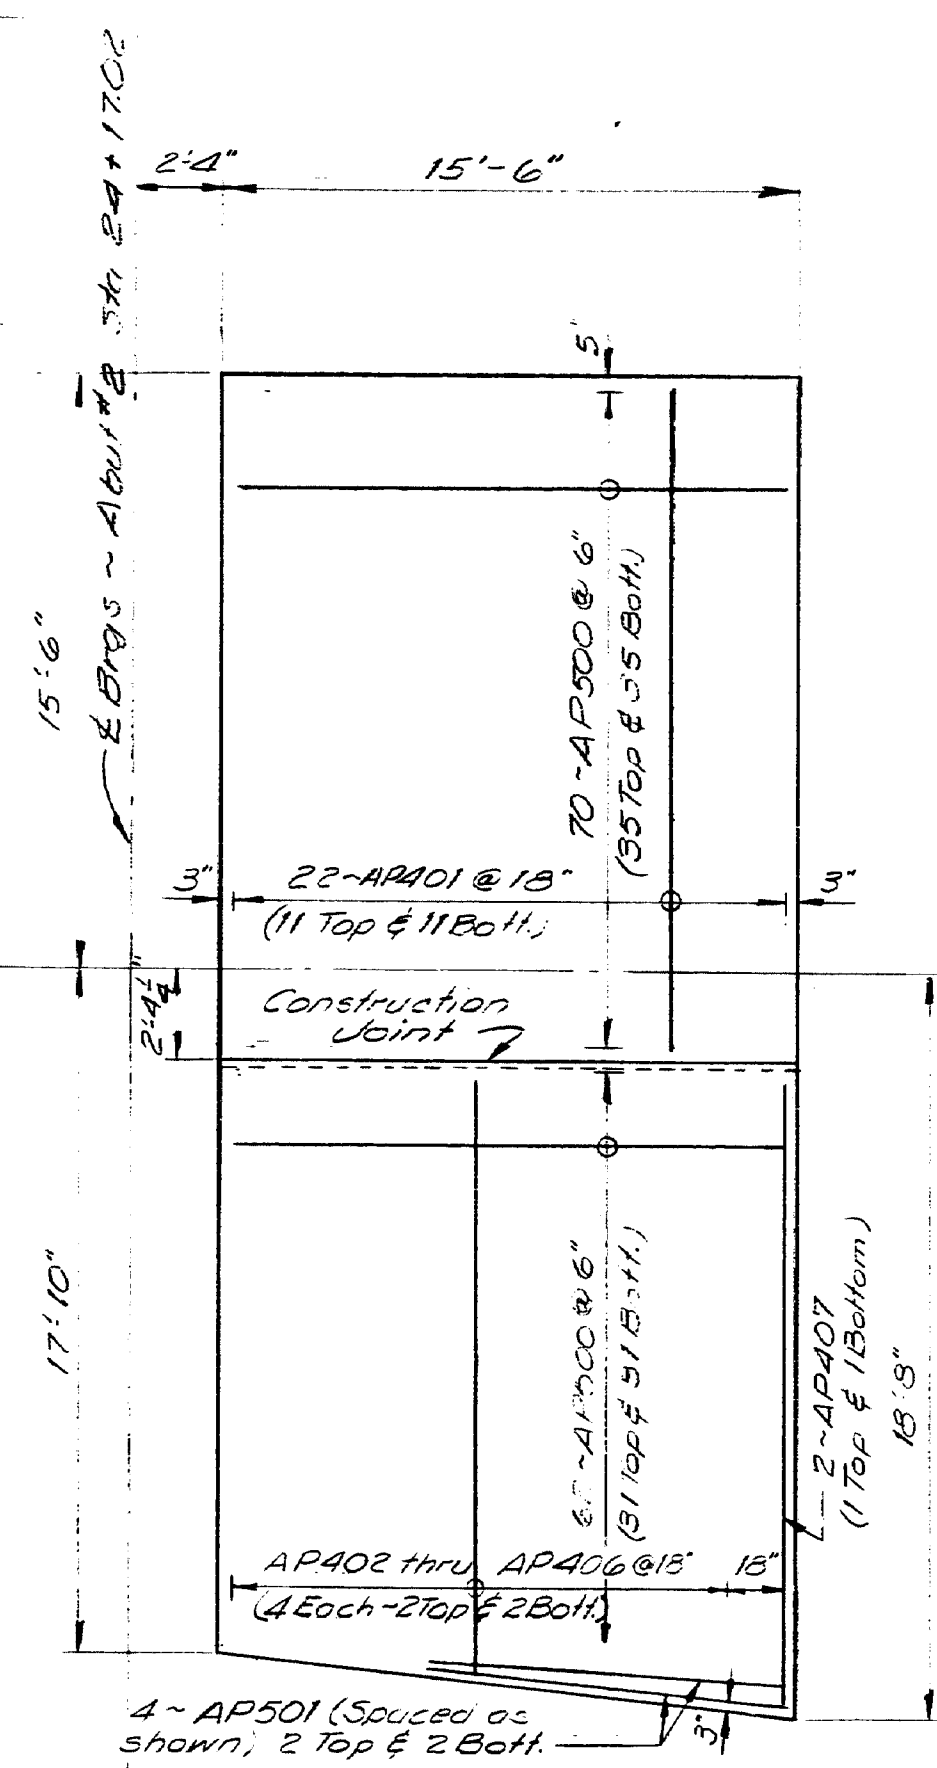 2'-4"
15'-6"
℄ Brgs ~ Abut #2 Sta 24+17.02
5"
15'-6"
70 ~ AP500 @ 6"
(35 Top & 35 Bott.)
3"
22~AP401 @ 18"
(11 Top & 11 Bott.)
3"
2'-4¼"
Construction
Joint
17'-10"
62 ~ AP500 @ 6"
(31 Top & 31 Bott.)
2 ~ AP407
(1 Top & 1 Bottom)
18'-8"
AP402 thru AP406 @ 18"
18"
(4 Each - 2 Top & 2 Bott.)
4 ~ AP501 (Spaced as
shown) 2 Top & 2 Bott.
3"